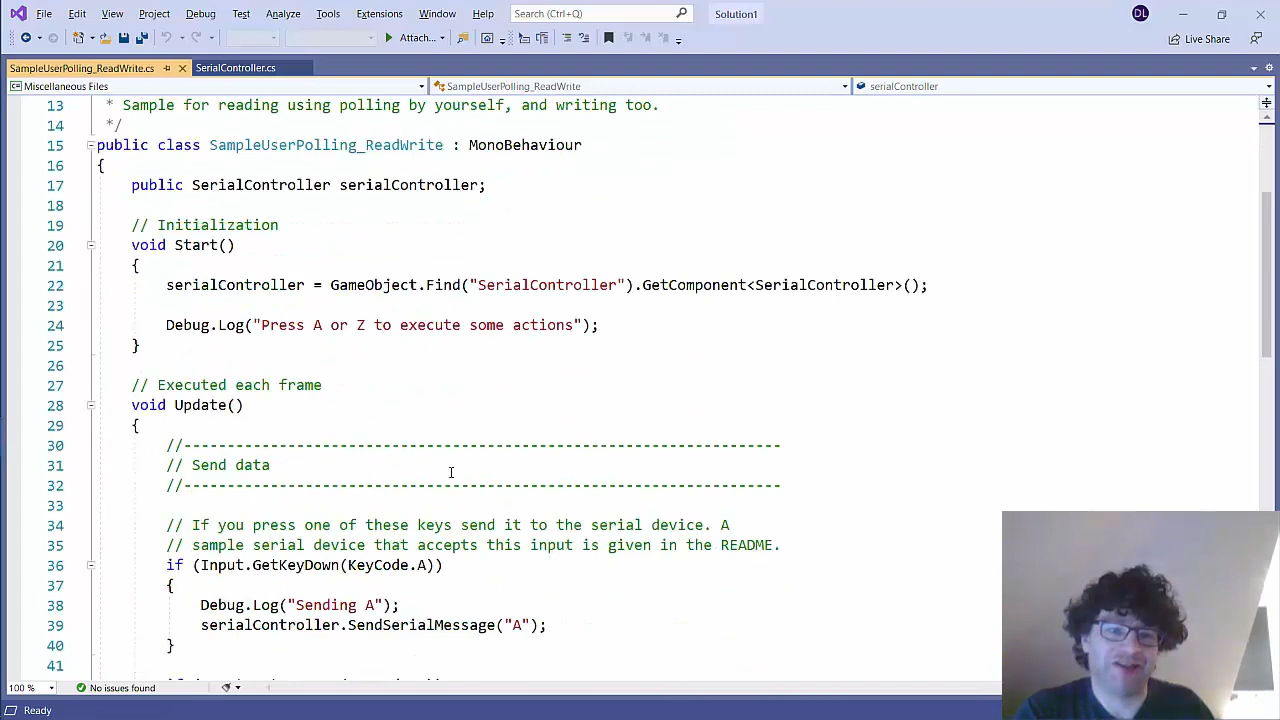 File Edit View Project Debug Test Analyze Tools Extensions Window Help Search (Ctrl+Q) Solution1 DL
Attach... Live Share
SampleUserPolling_ReadWrite.cs SerialController.cs
Miscellaneous Files SampleUserPolling_ReadWrite serialController
13 * Sample for reading using polling by yourself, and writing too.
14 */
15 public class SampleUserPolling_ReadWrite : MonoBehaviour
16 {
17 public SerialController serialController;
18
19 // Initialization
20 void Start()
21 {
22 serialController = GameObject.Find("SerialController").GetComponent<SerialController>();
23
24 Debug.Log("Press A or Z to execute some actions");
25 }
26
27 // Executed each frame
28 void Update()
29 {
30 //---------------------------------------------------------------------
31 // Send data
32 //---------------------------------------------------------------------
33
34 // If you press one of these keys send it to the serial device. A
35 // sample serial device that accepts this input is given in the README.
36 if (Input.GetKeyDown(KeyCode.A))
37 {
38 Debug.Log("Sending A");
39 serialController.SendSerialMessage("A");
40 }
41
100 % No issues found
Ready